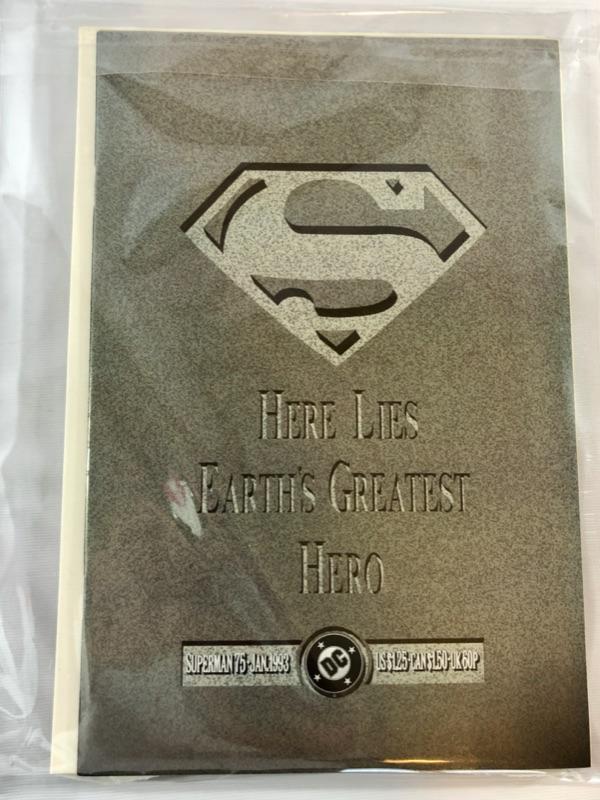 HERE LIES
EARTH'S GREATEST
HERO
SUPERMAN 75 - JAN. 1993
DC
US $1.25 - CAN $1.50 - UK 60P